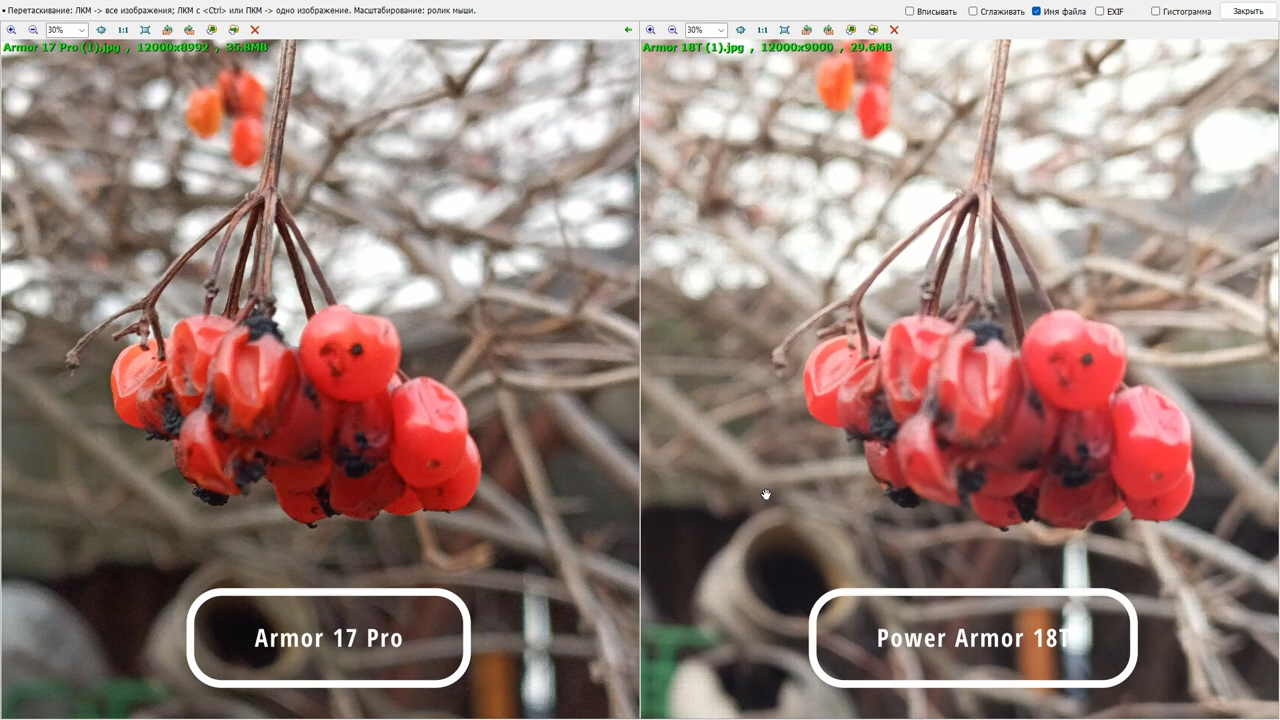 • Перетаскивание: ЛКМ -> все изображения; ЛКМ с <Ctrl> или ПКМ -> одно изображение. Масштабирование: ролик мыши.
Вписывать Сглаживать Имя файла EXIF Гистограмма Закрыть
30% 1:1 30% 1:1
Armor 17 Pro (1).jpg , 12000x8992 , 35.8MB
Armor 18T (1).jpg , 12000x9000 , 29.6MB
Armor 17 Pro
Power Armor 18T